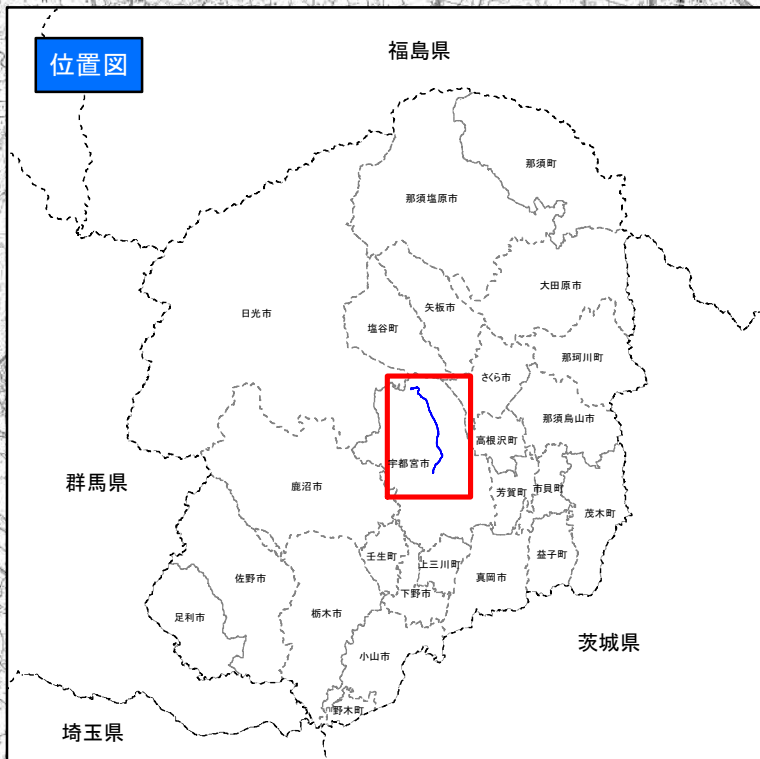 福島県
位置図
那須町
那須塩原市
大田原市
矢板市
日光市
塩谷町
那珂川町
さくら市
那須烏山市
高根沢町
宇都宮市
群馬県
鹿沼市
芳賀町
市貝町
茂木町
壬生町
上三川町
益子町
佐野市
真岡市
下野市
栃木市
足利市
茨城県
小山市
野木町
埼玉県